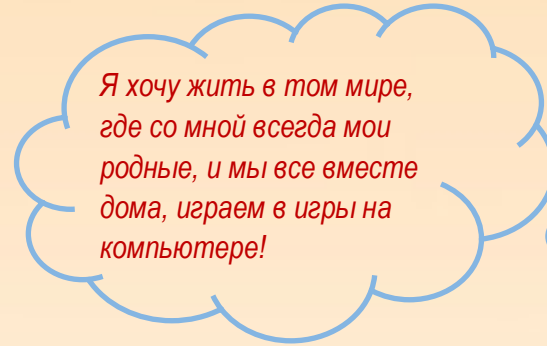 Я хочу жить в том мире,
где со мной всегда мои
родные, и мы все вместе
дома, играем в игры на
компьютере!